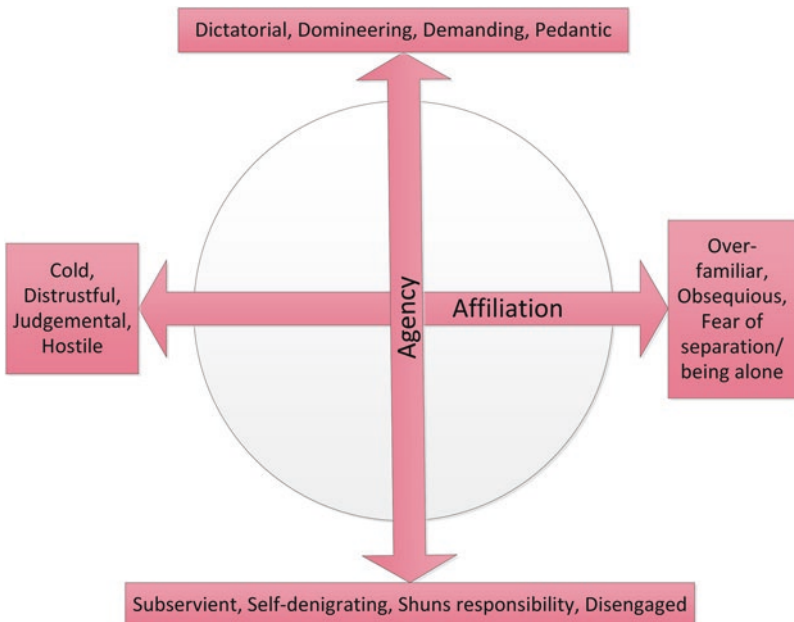 Dictatorial, Domineering, Demanding, Pedantic
Cold,
Distrustful,
Judgemental,
Hostile
Agency
Affiliation
Over-
familiar,
Obsequious,
Fear of
separation/
being alone
Subservient, Self-denigrating, Shuns responsibility, Disengaged